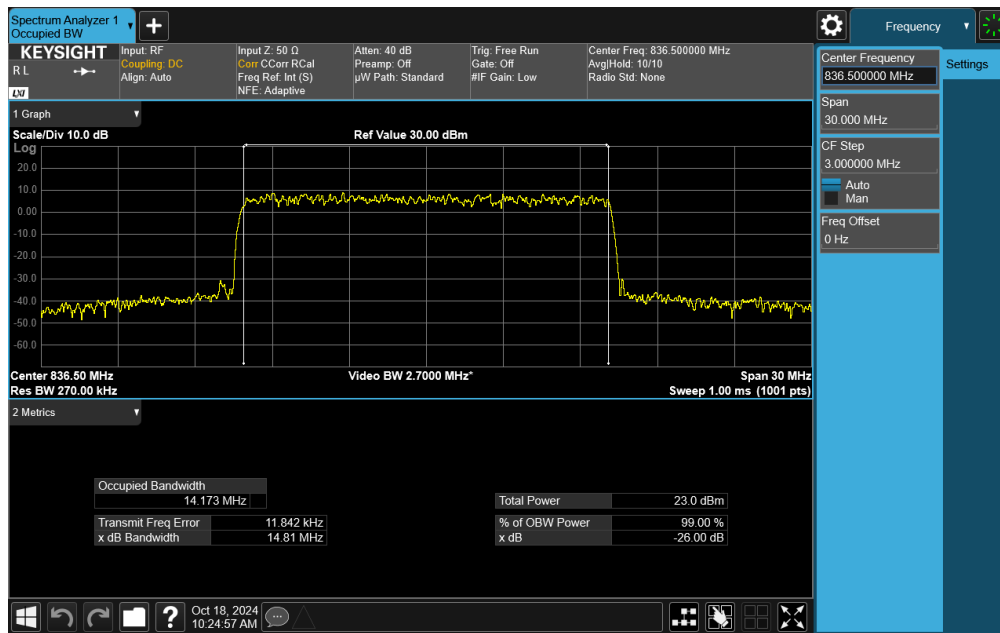 Spectrum Analyzer 1
Occupied BW
Frequency
KEYSIGHT
R L
LXI
Input: RF
Coupling: DC
Align: Auto
Input Z: 50 Ω
Corr CCorr RCal
Freq Ref: Int (S)
NFE: Adaptive
Atten: 40 dB
Preamp: Off
µW Path: Standard
Trig: Free Run
Gate: Off
#IF Gain: Low
Center Freq: 836.500000 MHz
Avg|Hold: 10/10
Radio Std: None
Center Frequency
836.500000 MHz
Settings
Span
30.000 MHz
CF Step
3.000000 MHz
Auto
Man
Freq Offset
0 Hz
1 Graph
Scale/Div 10.0 dB
Ref Value 30.00 dBm
Log
20.0
10.0
0.00
-10.0
-20.0
-30.0
-40.0
-50.0
-60.0
Center 836.50 MHz
Video BW 2.7000 MHz*
Span 30 MHz
Res BW 270.00 kHz
Sweep 1.00 ms (1001 pts)
2 Metrics
Occupied Bandwidth
14.173 MHz
Total Power 23.0 dBm
Transmit Freq Error 11.842 kHz
% of OBW Power 99.00 %
x dB Bandwidth 14.81 MHz
x dB -26.00 dB
Oct 18, 2024
10:24:57 AM